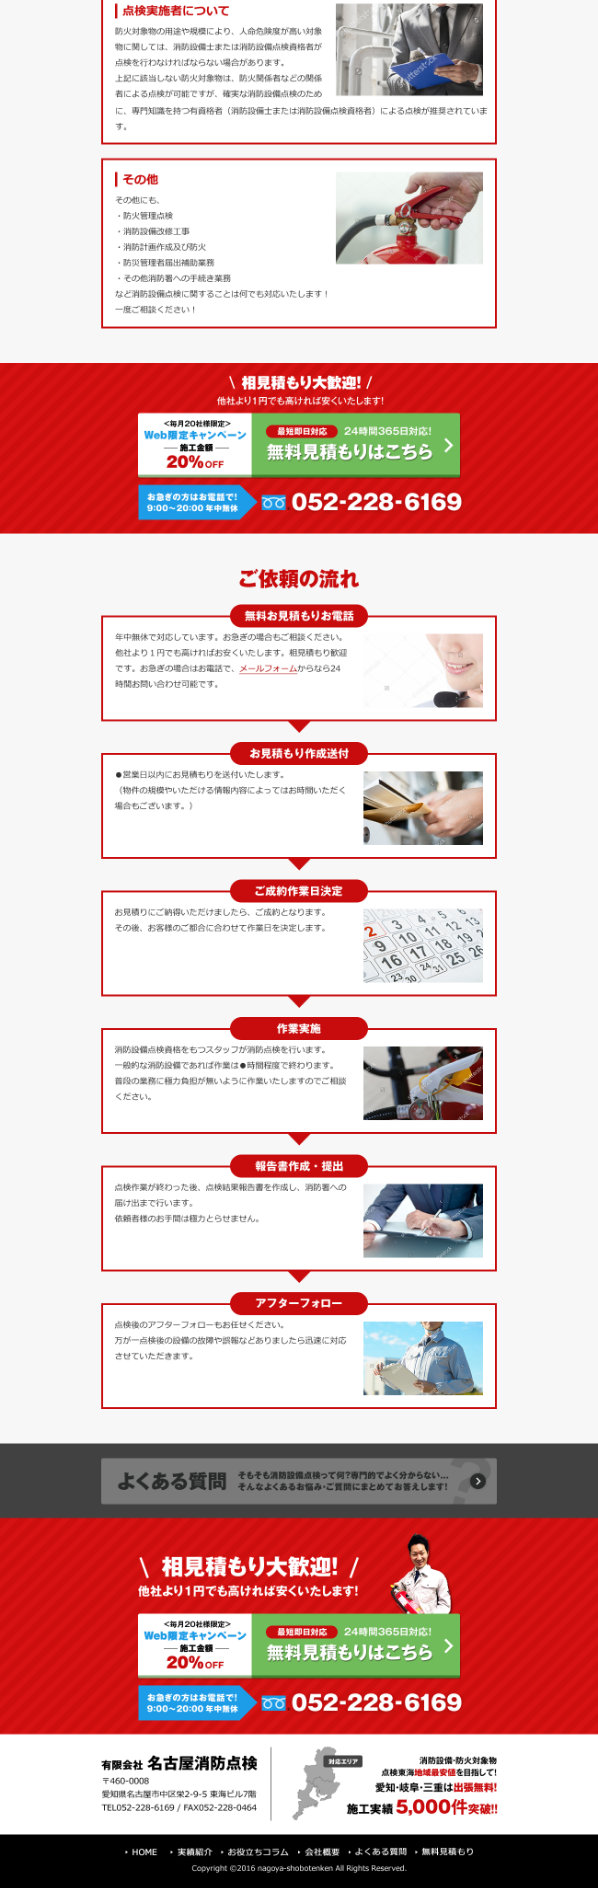 点検実施者について
防火対象物の用途や規模により、人命危険度が高い対象
物に関しては、消防設備士または消防設備点検資格者が
点検を行わなければならない場合があります。
上記に該当しない防火対象物は、防火関係者などの関係
者による点検が可能ですが、確実な消防設備点検のため
に、専門知識を持つ有資格者（消防設備士または消防設備点検資格者）による点検が推奨されていま
す。
その他
その他にも、
・防火管理点検
・消防設備改修工事
・消防計画作成及び防火
・防災管理者届出補助業務
・その他消防署への手続き業務
など消防設備点検に関することは何でも対応いたします！
一度ご相談ください！
\ 相見積もり大歓迎! /
他社より1円でも高ければ安くいたします!
<毎月20社様限定>
Web限定キャンペーン
施工金額
20%OFF
最短即日対応 24時間365日対応!
無料見積もりはこちら
お急ぎの方はお電話で!
9:00〜20:00 年中無休
052-228-6169
ご依頼の流れ
無料お見積もりお電話
年中無休で対応しています。お急ぎの場合もご相談ください。
他社より１円でも高ければお安くいたします。相見積もり歓迎
です。お急ぎの場合はお電話で、メールフォームからなら24
時間お問い合わせ可能です。
お見積もり作成送付
●営業日以内にお見積もりを送付いたします。
（物件の規模やいただける情報内容によってはお時間いただく
場合もございます。）
ご成約作業日決定
お見積りにご納得いただけましたら、ご成約となります。
その後、お客様のご都合に合わせて作業日を決定します。
2 3 4 5
9 10 11 12
16 17 18 19
23 24 25 26
30 31
作業実施
消防設備点検資格をもつスタッフが消防点検を行います。
一般的な消防設備であれば作業は●時間程度で終わります。
普段の業務に極力負担が無いように作業いたしますのでご相談
ください。
報告書作成・提出
点検作業が終わった後、点検結果報告書を作成し、消防署への
届け出まで行います。
依頼者様のお手間は極力とらせません。
アフターフォロー
点検後のアフターフォローもお任せください。
万が一点検後の設備の故障や誤報などありましたら迅速に対応
させていただきます。
よくある質問
そもそも消防設備点検って何?専門的でよく分からない…
そんなよくあるお悩み・ご質問にまとめてお答えします!
\ 相見積もり大歓迎! /
他社より1円でも高ければ安くいたします!
<毎月20社様限定>
Web限定キャンペーン
施工金額
20%OFF
最短即日対応 24時間365日対応!
無料見積もりはこちら
お急ぎの方はお電話で!
9:00〜20:00 年中無休
052-228-6169
有限会社 名古屋消防点検
〒460-0008
愛知県名古屋市中区栄2-9-5 東海ビル7階
TEL052-228-6169 / FAX052-228-0464
対応エリア
消防設備・防火対象物
点検東海地域最安値を目指して!
愛知・岐阜・三重は出張無料!
施工実績 5,000件突破!!
HOME 実績紹介 お役立ちコラム 会社概要 よくある質問 無料見積もり
Copyright ©2016 nagoya-shobotenken All Rights Reserved.